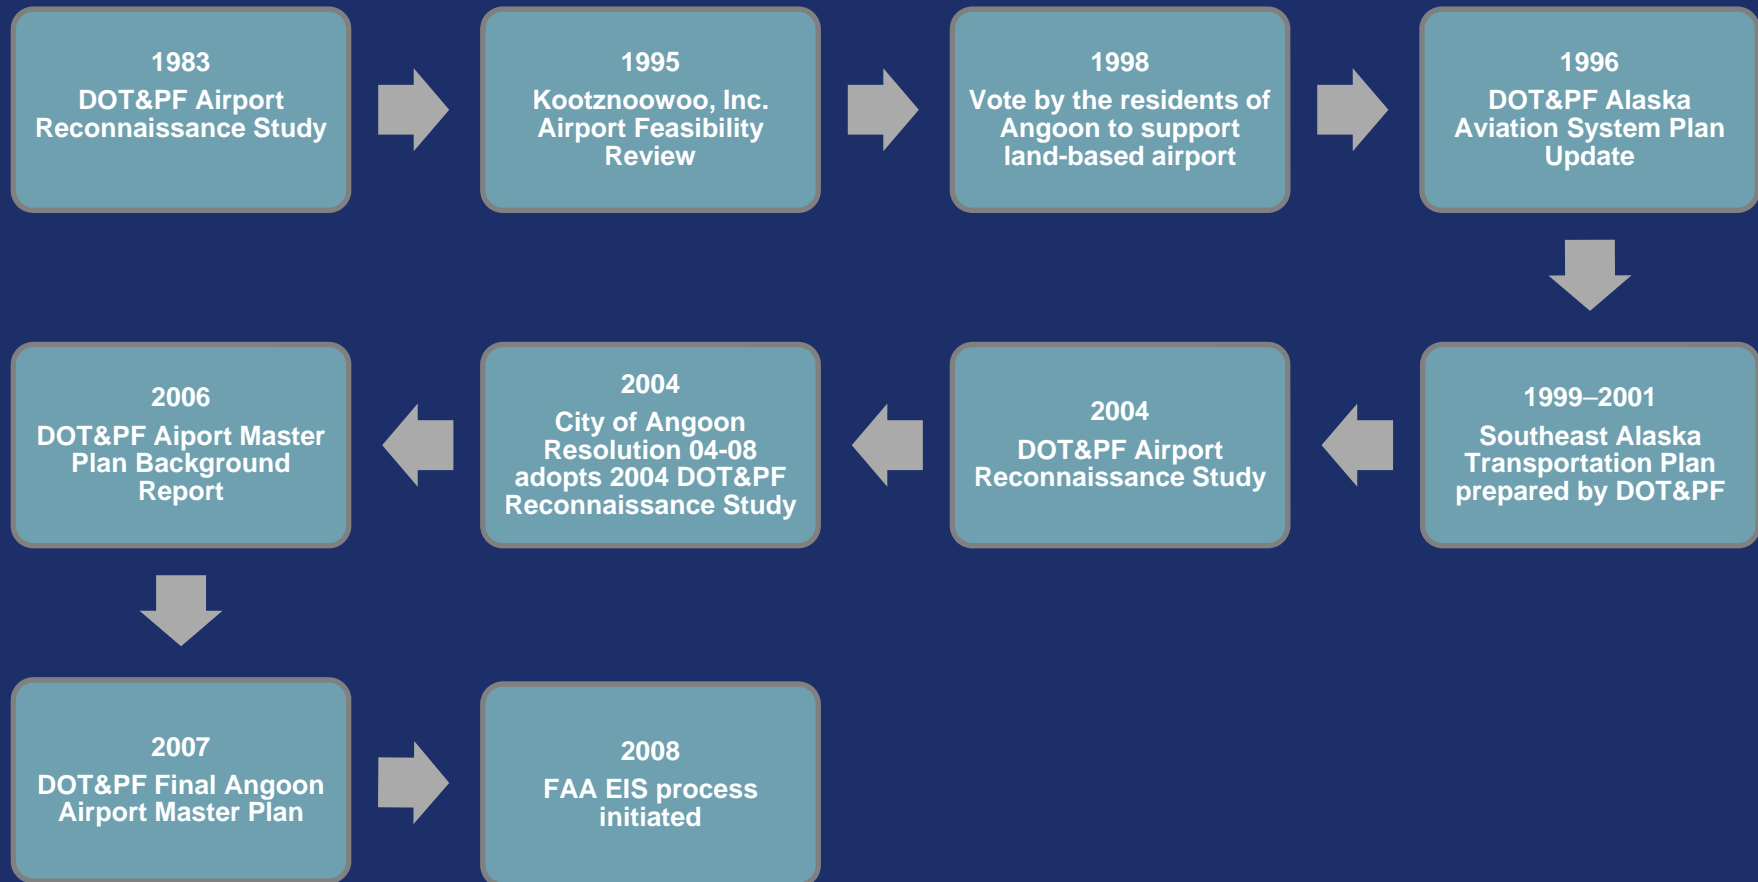 1983
DOT&PF Airport
Reconnaissance Study
1995
Kootznoowoo, Inc.
Airport Feasibility
Review
1998
Vote by the residents of
Angoon to support
land-based airport
1996
DOT&PF Alaska
Aviation System Plan
Update
1999–2001
Southeast Alaska
Transportation Plan
prepared by DOT&PF
2004
DOT&PF Airport
Reconnaissance Study
2004
City of Angoon
Resolution 04-08
adopts 2004 DOT&PF
Reconnaissance Study
2006
DOT&PF Aiport Master
Plan Background
Report
2007
DOT&PF Final Angoon
Airport Master Plan
2008
FAA EIS process
initiated